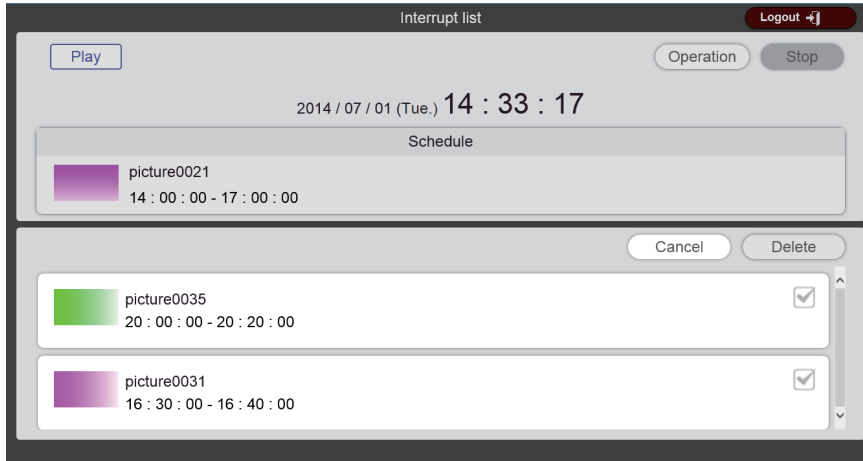 Interrupt list
Logout
Play
Operation
Stop
2014 / 07 / 01 (Tue.) 14 : 33 : 17
Schedule
picture0021
14 : 00 : 00 - 17 : 00 : 00
Cancel
Delete
picture0035
20 : 00 : 00 - 20 : 20 : 00
picture0031
16 : 30 : 00 - 16 : 40 : 00